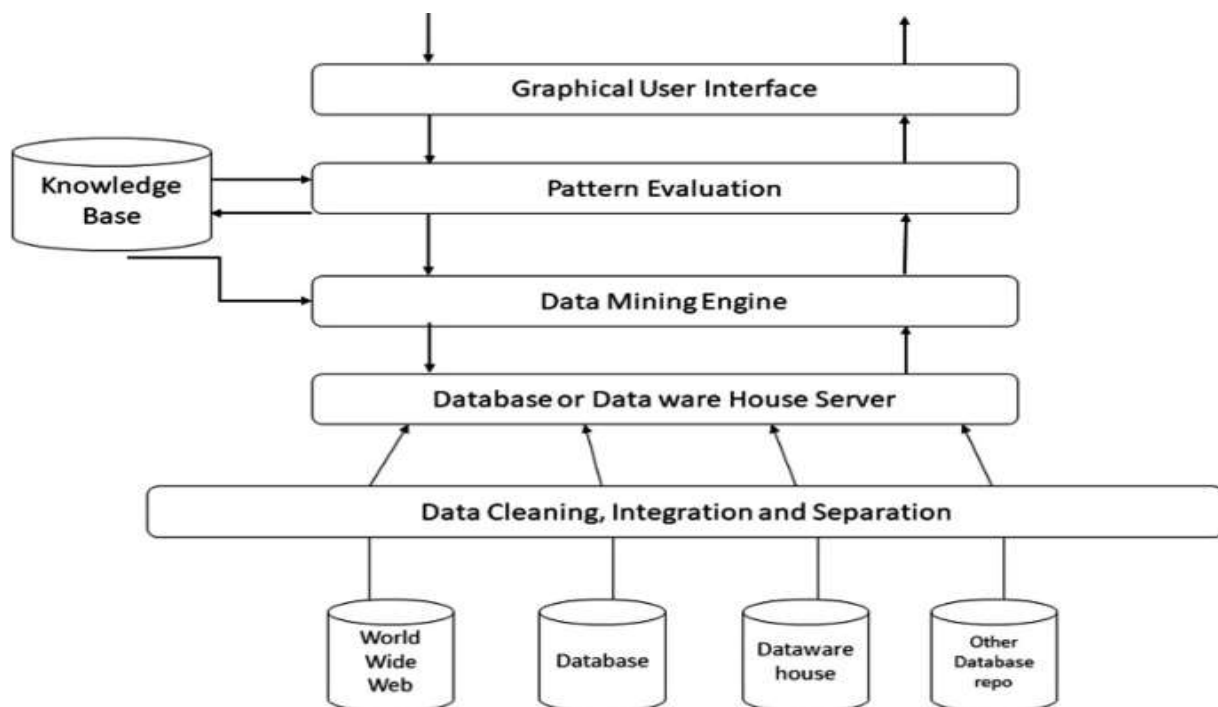 Graphical User Interface
Knowledge
Base
Pattern Evaluation
Data Mining Engine
Database or Data ware House Server
Data Cleaning, Integration and Separation
World
Wide
Web
Database
Dataware
house
Other
Database
repo